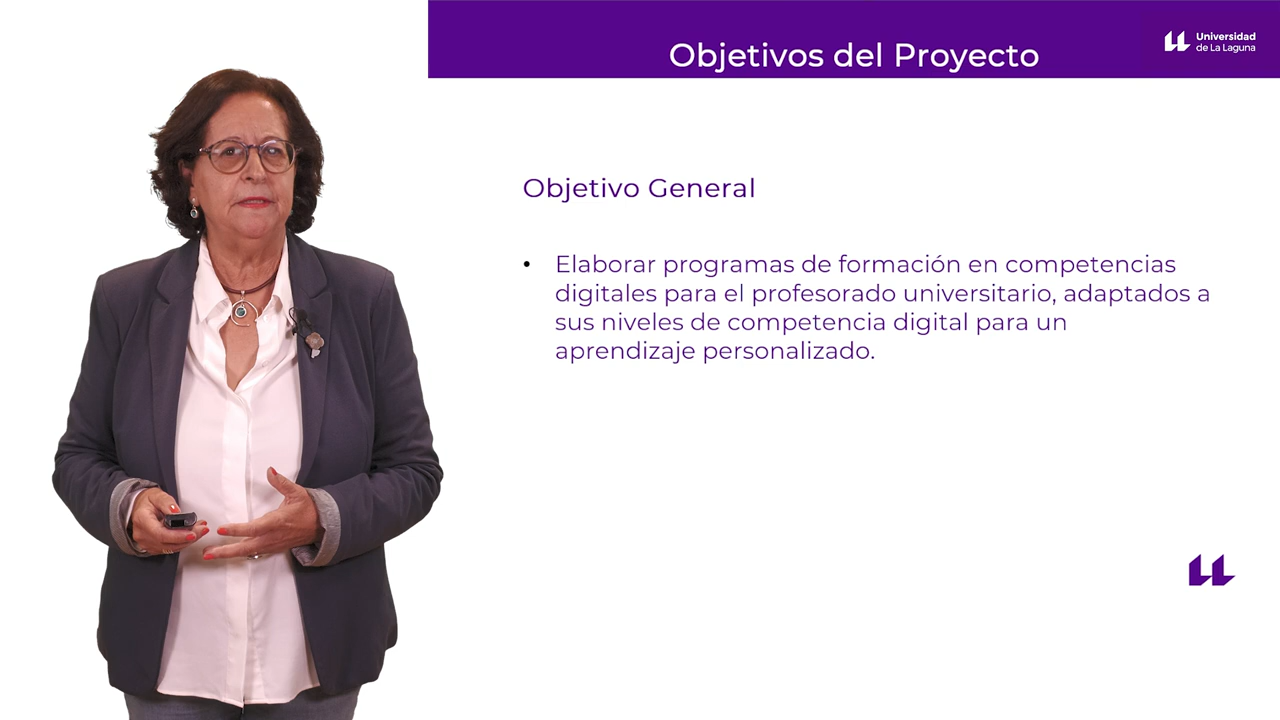 Objetivos del Proyecto
Universidad
de La Laguna
Objetivo General
• Elaborar programas de formación en competencias
digitales para el profesorado universitario, adaptados a
sus niveles de competencia digital para un
aprendizaje personalizado.